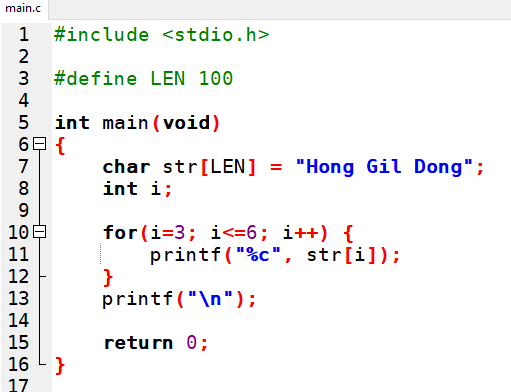 main.c
1 #include <stdio.h>
2
3 #define LEN 100
4
5 int main(void)
6 {
7     char str[LEN] = "Hong Gil Dong";
8     int i;
9
10     for(i=3; i<=6; i++) {
11         printf("%c", str[i]);
12     }
13     printf("\n");
14
15     return 0;
16 }
17